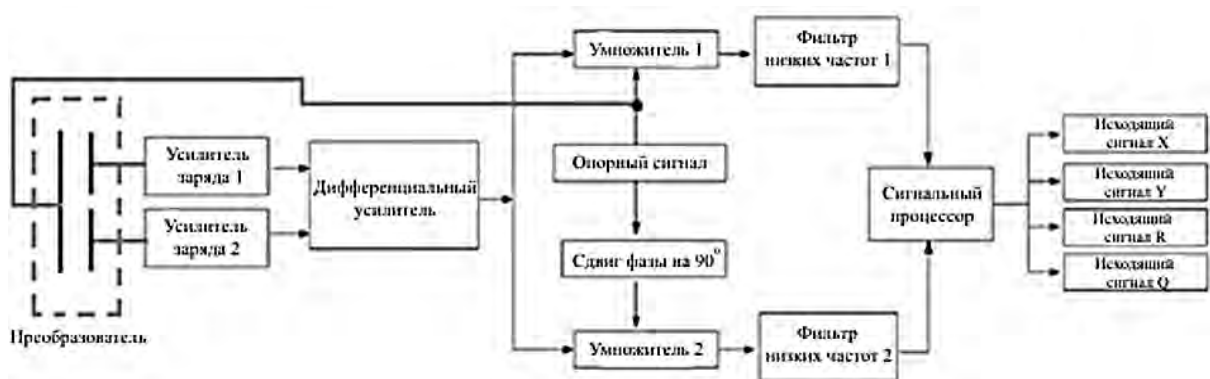 Умножитель 1
Фильтр
низких частот 1
Усилитель
заряда 1
Дифференциальный
усилитель
Усилитель
заряда 2
Преобразователь
Опорный сигнал
Сдвиг фазы на 90°
Умножитель 2
Фильтр
низких частот 2
Сигнальный
процессор
Исходящий
сигнал X
Исходящий
сигнал Y
Исходящий
сигнал R
Исходящий
сигнал Q